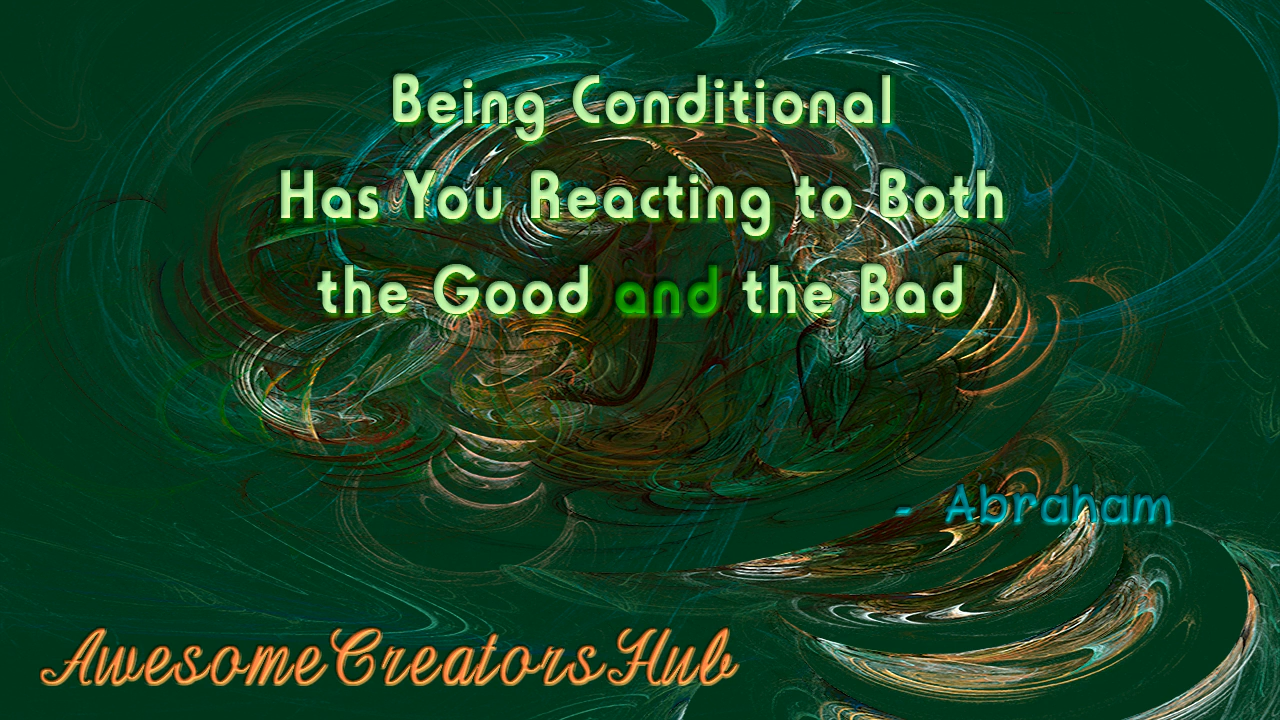 Being Conditional
Has You Reacting to Both
the Good and the Bad
- Abraham
AwesomeCreatorsHub